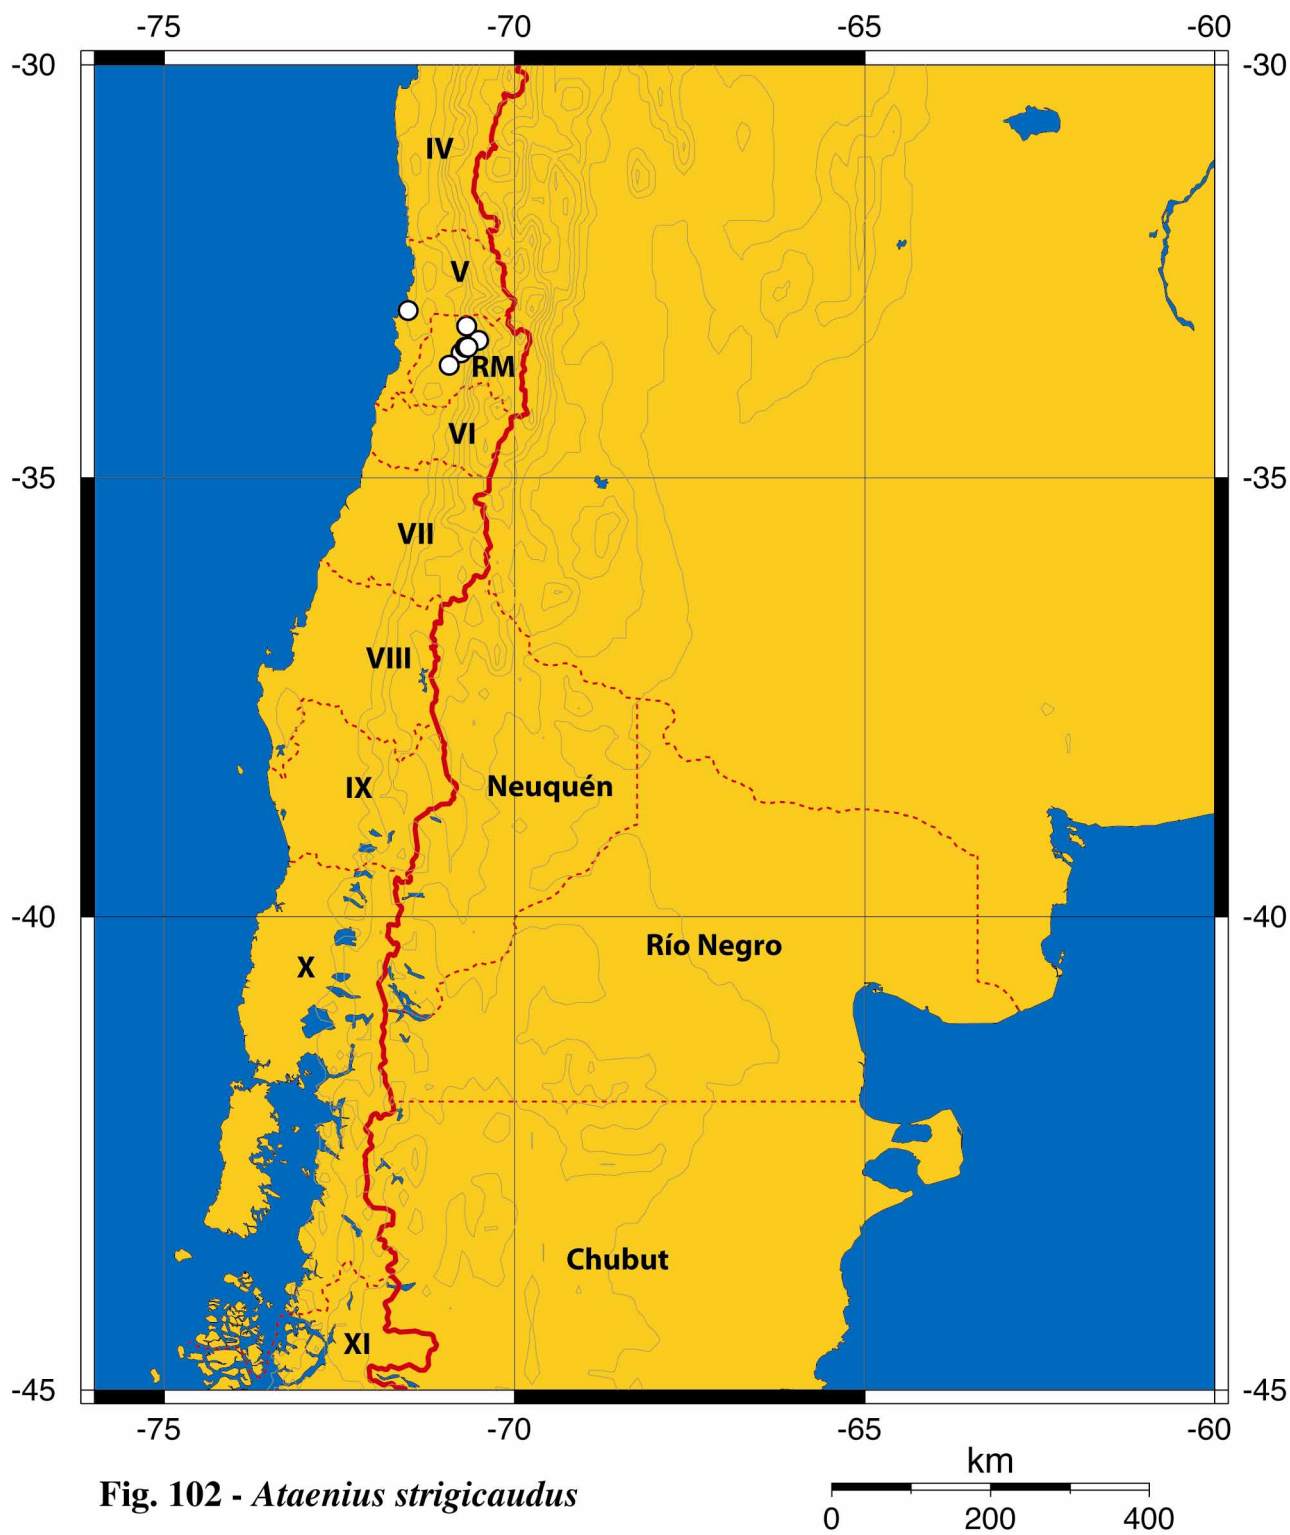 -75 -70 -65 -60
-30 -30
IV
V
RM
VI
-35 -35
VII
VIII
IX Neuquén
-40 -40
Río Negro
X
Chubut
XI
-45 -45
-75 -70 -65 -60
km
Fig. 102 - Ataenius strigicaudus
0 200 400